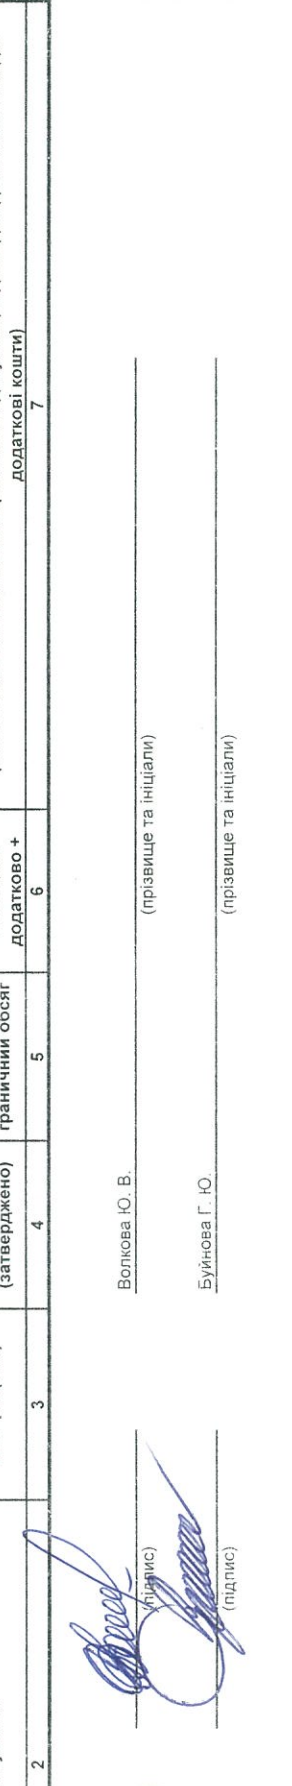 (затверджено) граничний обсяг додатково + додаткові кошти)
2 3 4 5 6 7
Волкова Ю. В.
(підпис) (прізвище та ініціали)
Буйнова Г. Ю.
(підпис) (прізвище та ініціали)